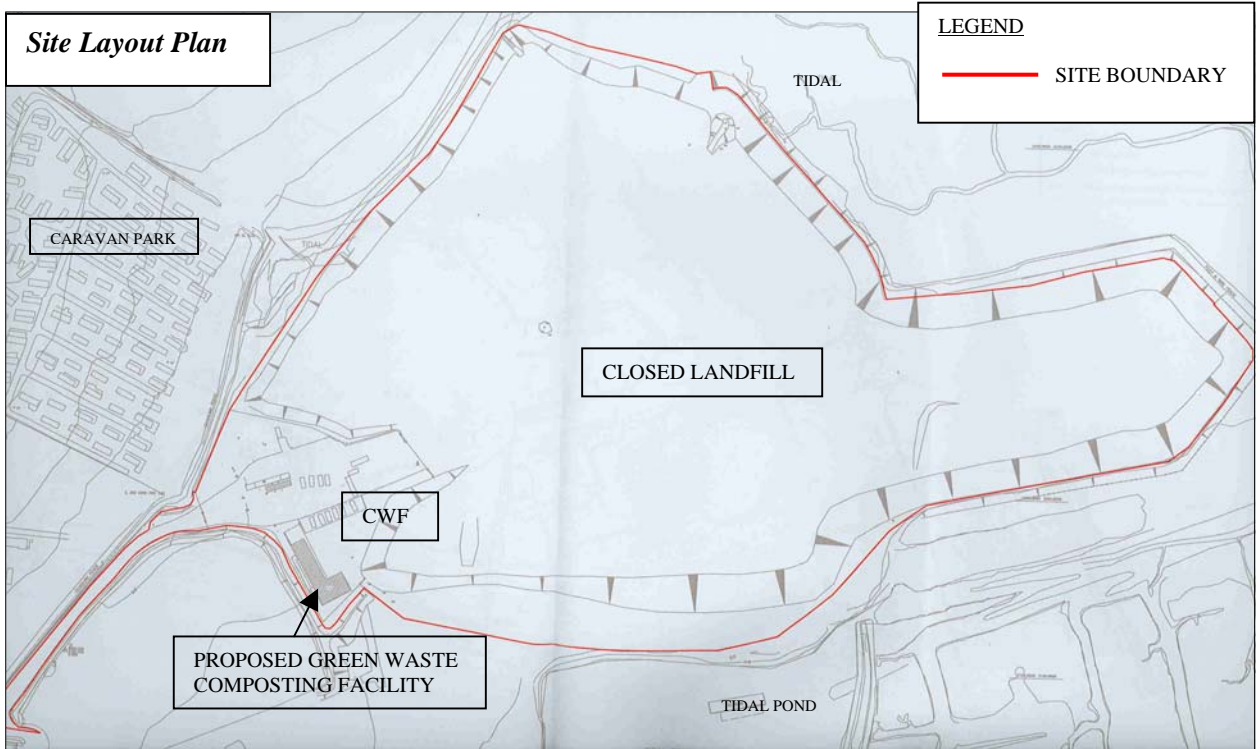 Site Layout Plan
LEGEND
SITE BOUNDARY
TIDAL
CARAVAN PARK
TIDAL
CLOSED LANDFILL
CWF
PROPOSED GREEN WASTE
COMPOSTING FACILITY
TIDAL POND